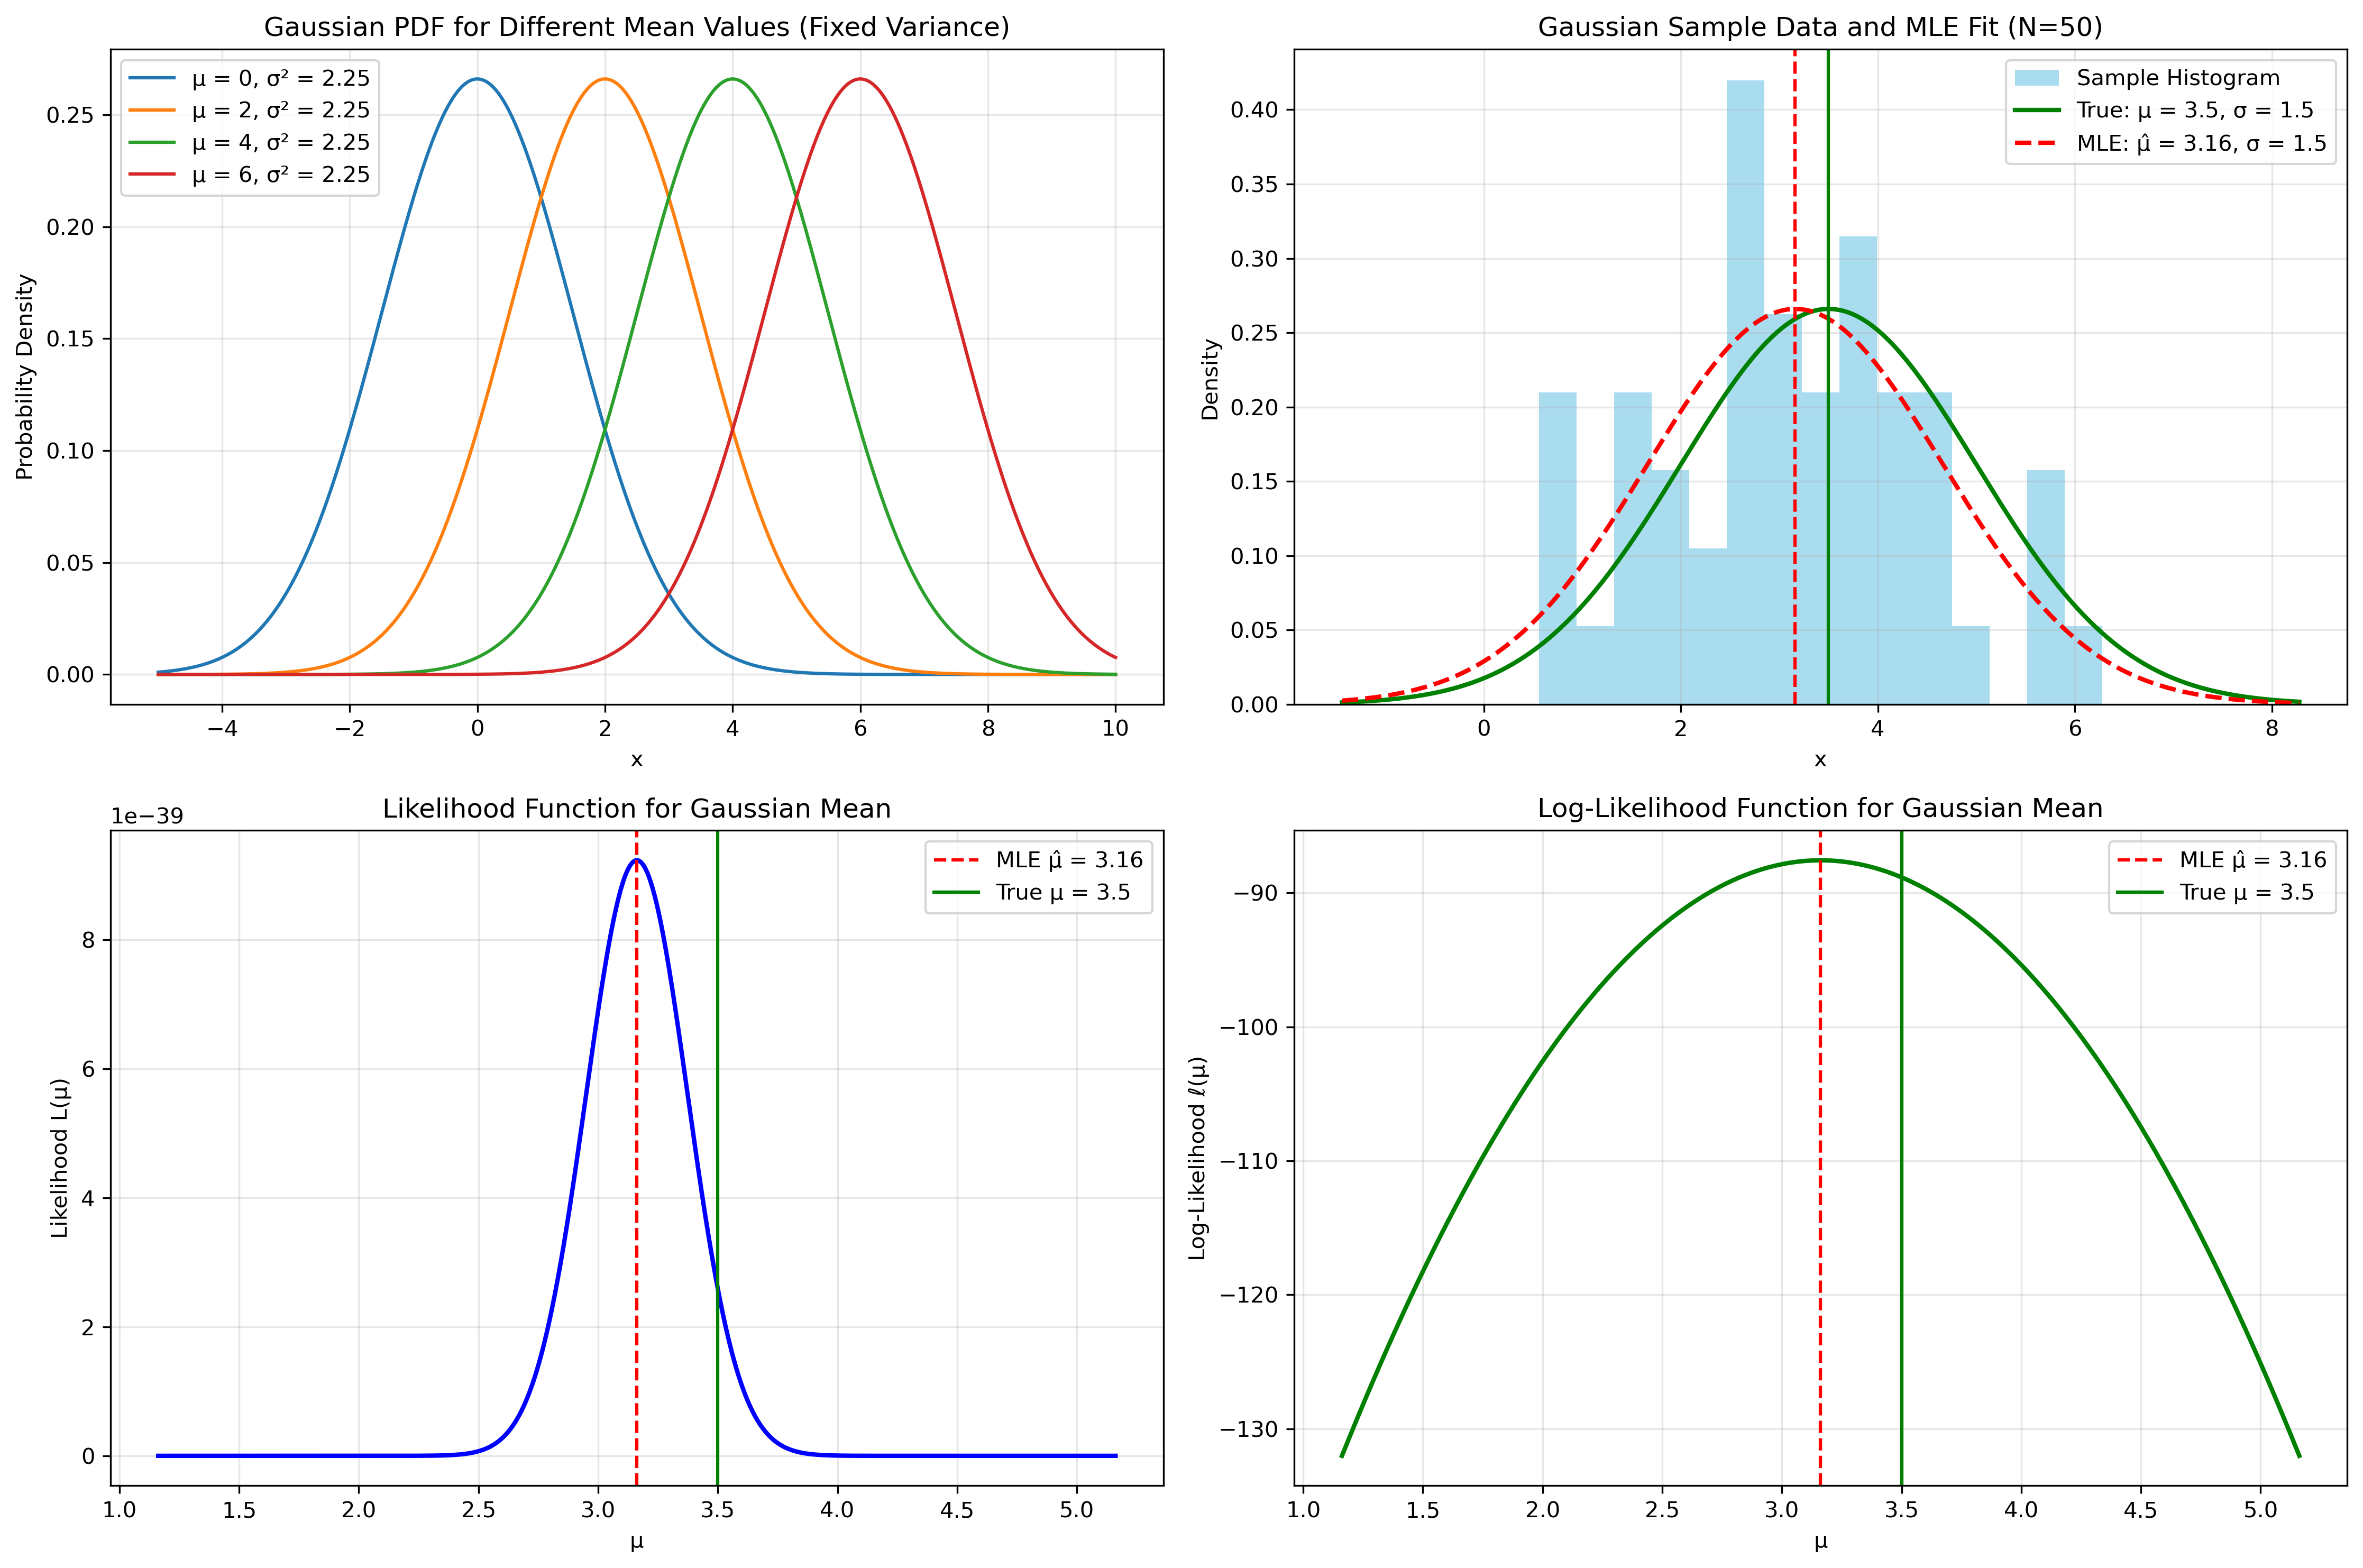 Gaussian PDF for Different Mean Values (Fixed Variance)
μ = 0, σ² = 2.25
μ = 2, σ² = 2.25
μ = 4, σ² = 2.25
μ = 6, σ² = 2.25
Probability Density
0.25
0.20
0.15
0.10
0.05
0.00
−4 −2 0 2 4 6 8 10
x
Gaussian Sample Data and MLE Fit (N=50)
Sample Histogram
True: μ = 3.5, σ = 1.5
MLE: μ̂ = 3.16, σ = 1.5
Density
0.40
0.35
0.30
0.25
0.20
0.15
0.10
0.05
0.00
0 2 4 6 8
x
Likelihood Function for Gaussian Mean
1e−39
MLE μ̂ = 3.16
True μ = 3.5
Likelihood L(μ)
8
6
4
2
0
1.0 1.5 2.0 2.5 3.0 3.5 4.0 4.5 5.0
μ
Log-Likelihood Function for Gaussian Mean
MLE μ̂ = 3.16
True μ = 3.5
Log-Likelihood ℓ(μ)
−90
−100
−110
−120
−130
1.0 1.5 2.0 2.5 3.0 3.5 4.0 4.5 5.0
μ